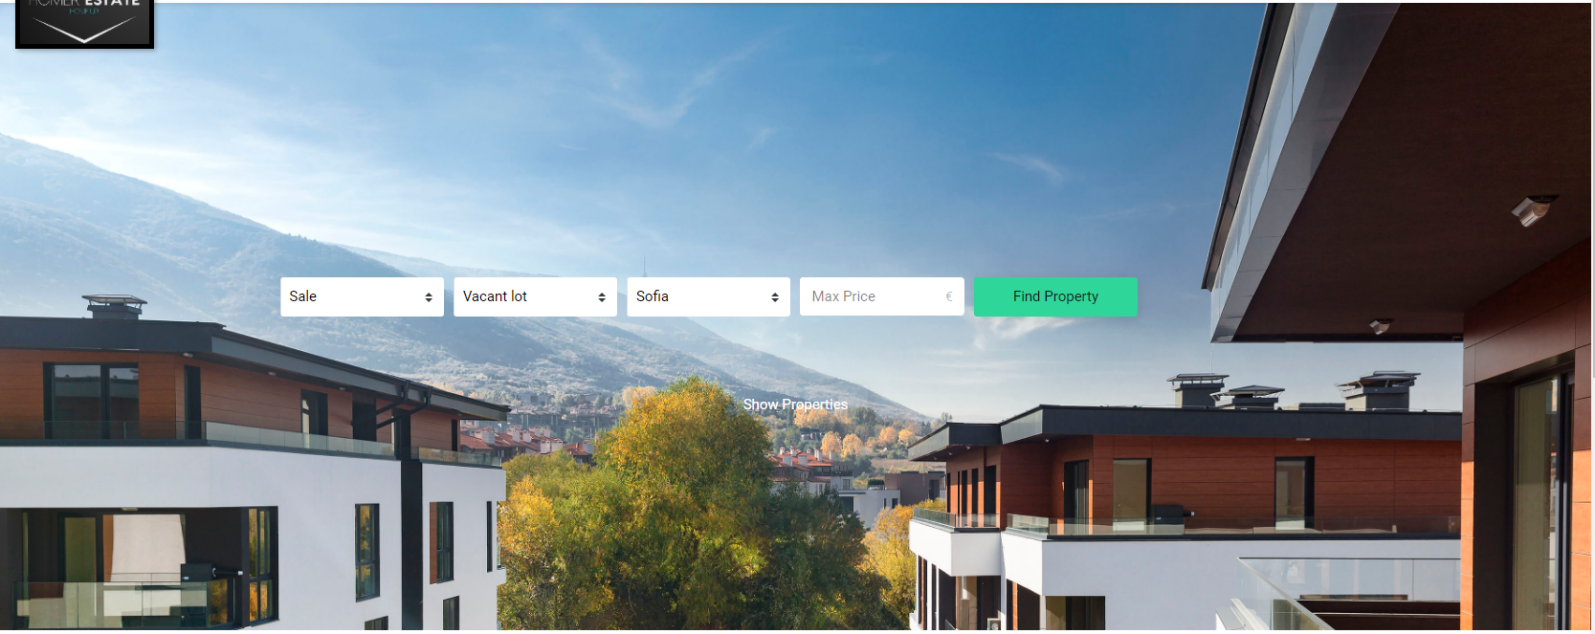 HOMER ESTATE
Sale
Vacant lot
Sofia
Max Price
€
Find Property
Show Properties